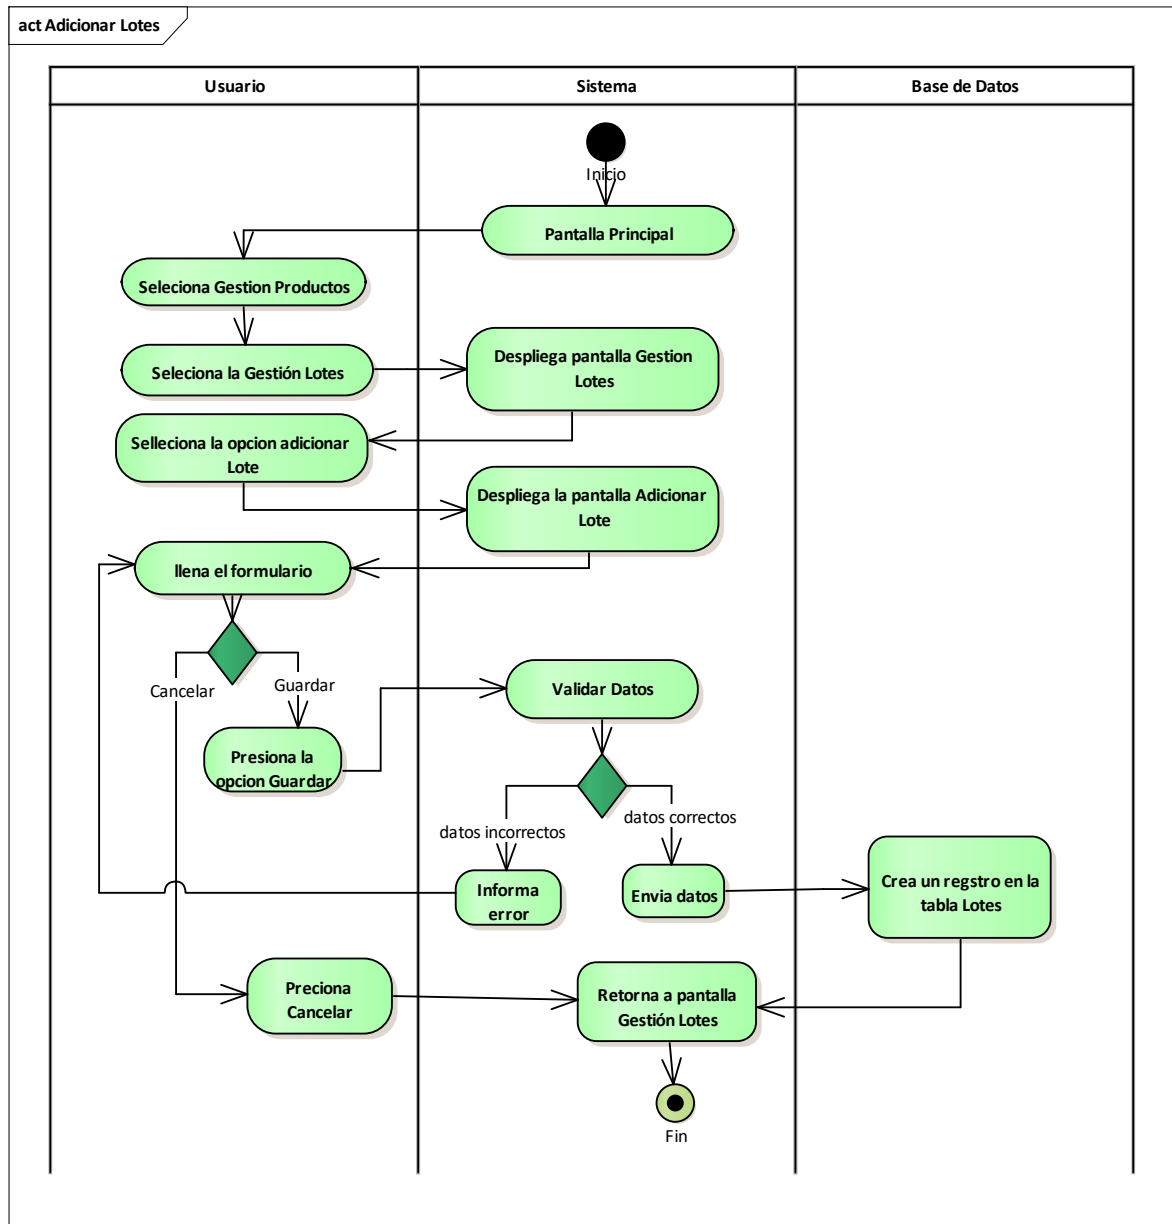 act Adicionar Lotes
Usuario
Sistema
Base de Datos
Inicio
Pantalla Principal
Seleciona Gestion Productos
Seleciona la Gestión Lotes
Despliega pantalla Gestion
Lotes
Selleciona la opcion adicionar
Lote
Despliega la pantalla Adicionar
Lote
llena el formulario
Cancelar
Guardar
Validar Datos
Presiona la
opcion Guardar
datos incorrectos
datos correctos
Informa
error
Envia datos
Crea un regstro en la
tabla Lotes
Preciona
Cancelar
Retorna a pantalla
Gestión Lotes
Fin